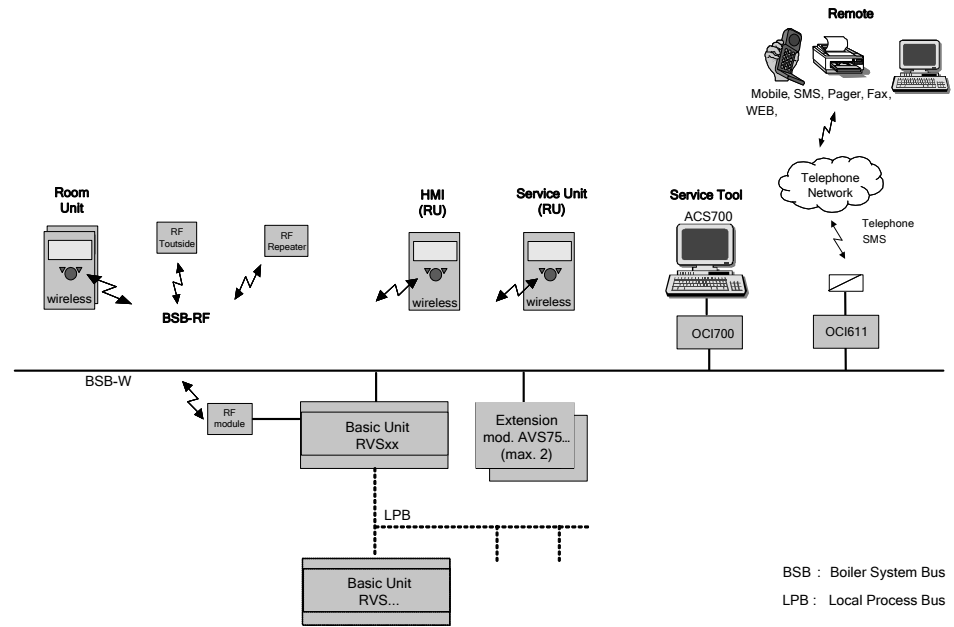 Remote
Mobile, SMS, Pager, Fax,
WEB,
Telephone
Network
Telephone
SMS
Room
Unit
HMI
(RU)
Service Unit
(RU)
Service Tool
ACS700
RF
Toutside
RF
Repeater
wireless
BSB-RF
wireless
wireless
OCI700
OCI611
BSB-W
RF
module
Basic Unit
RVSxx
Extension
mod. AVS75...
(max. 2)
LPB
Basic Unit
RVS...
BSB : Boiler System Bus
LPB : Local Process Bus